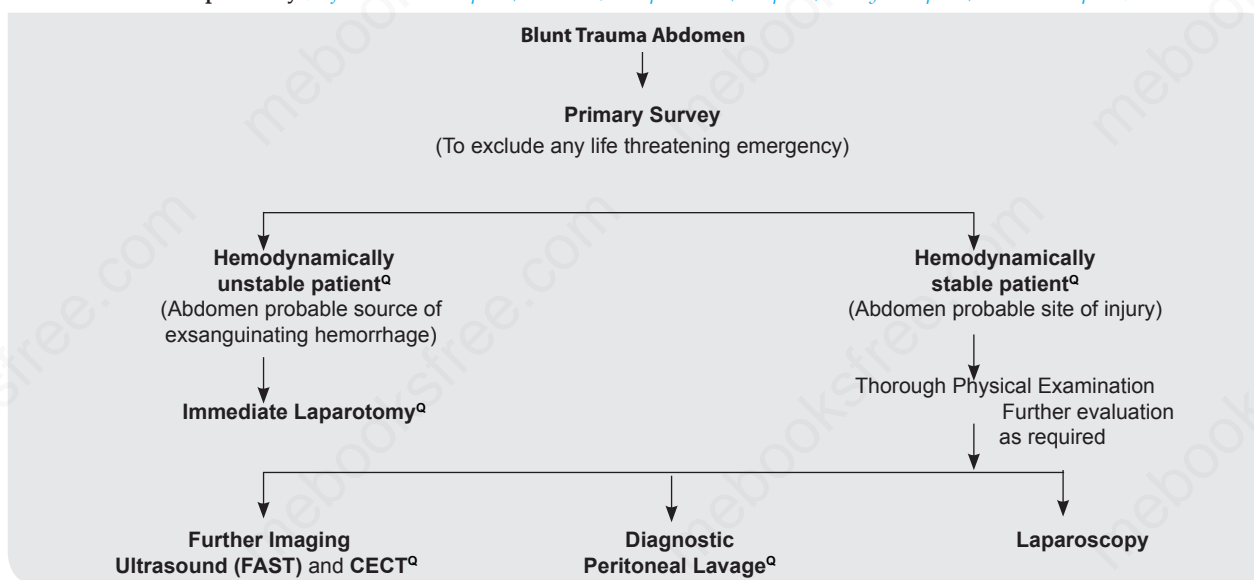 Blunt Trauma Abdomen
Primary Survey
(To exclude any life threatening emergency)
Hemodynamically
unstable patientQ
(Abdomen probable source of
exsanguinating hemorrhage)
Immediate LaparotomyQ
Hemodynamically
stable patientQ
(Abdomen probable site of injury)
Thorough Physical Examination
Further evaluation
as required
Further Imaging
Ultrasound (FAST) and CECTQ
Diagnostic
Peritoneal LavageQ
Laparoscopy
mebooksfree.com